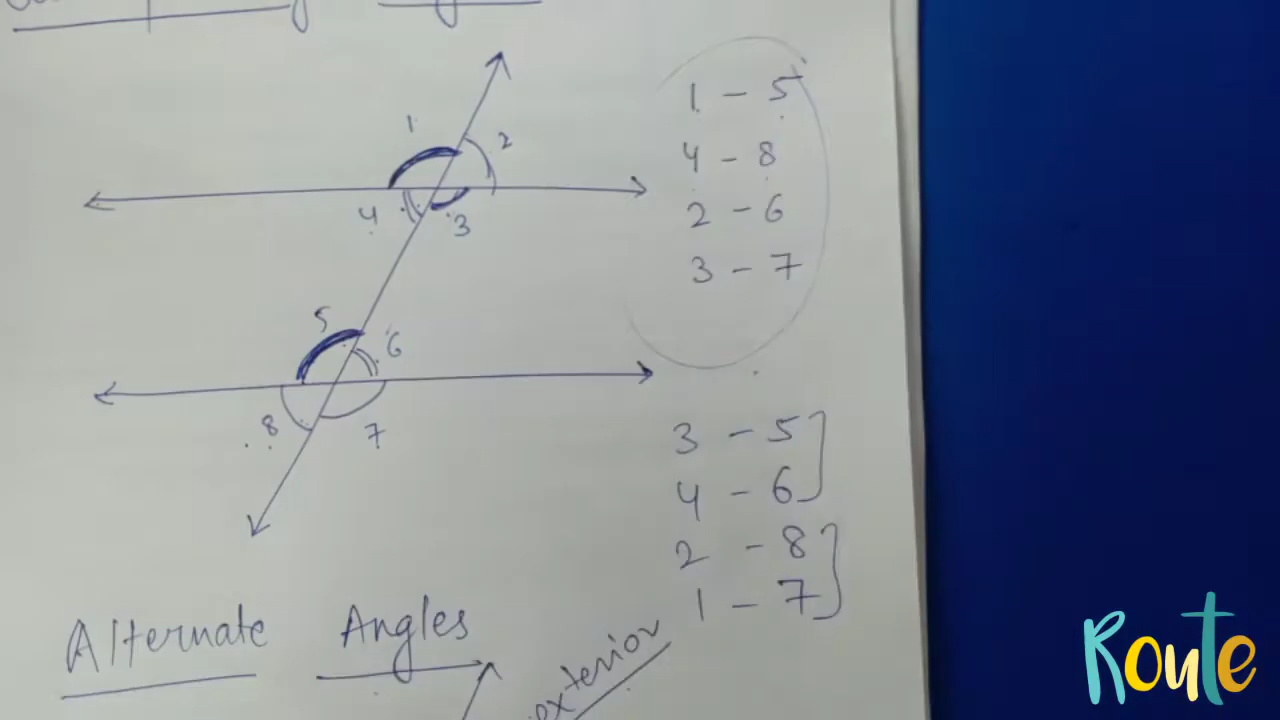 1
2
4
3
5
6
8
7
1 - 5
4 - 8
2 - 6
3 - 7
3 - 5
4 - 6
2 - 8
1 - 7
Alternate Angles
exterior
Route